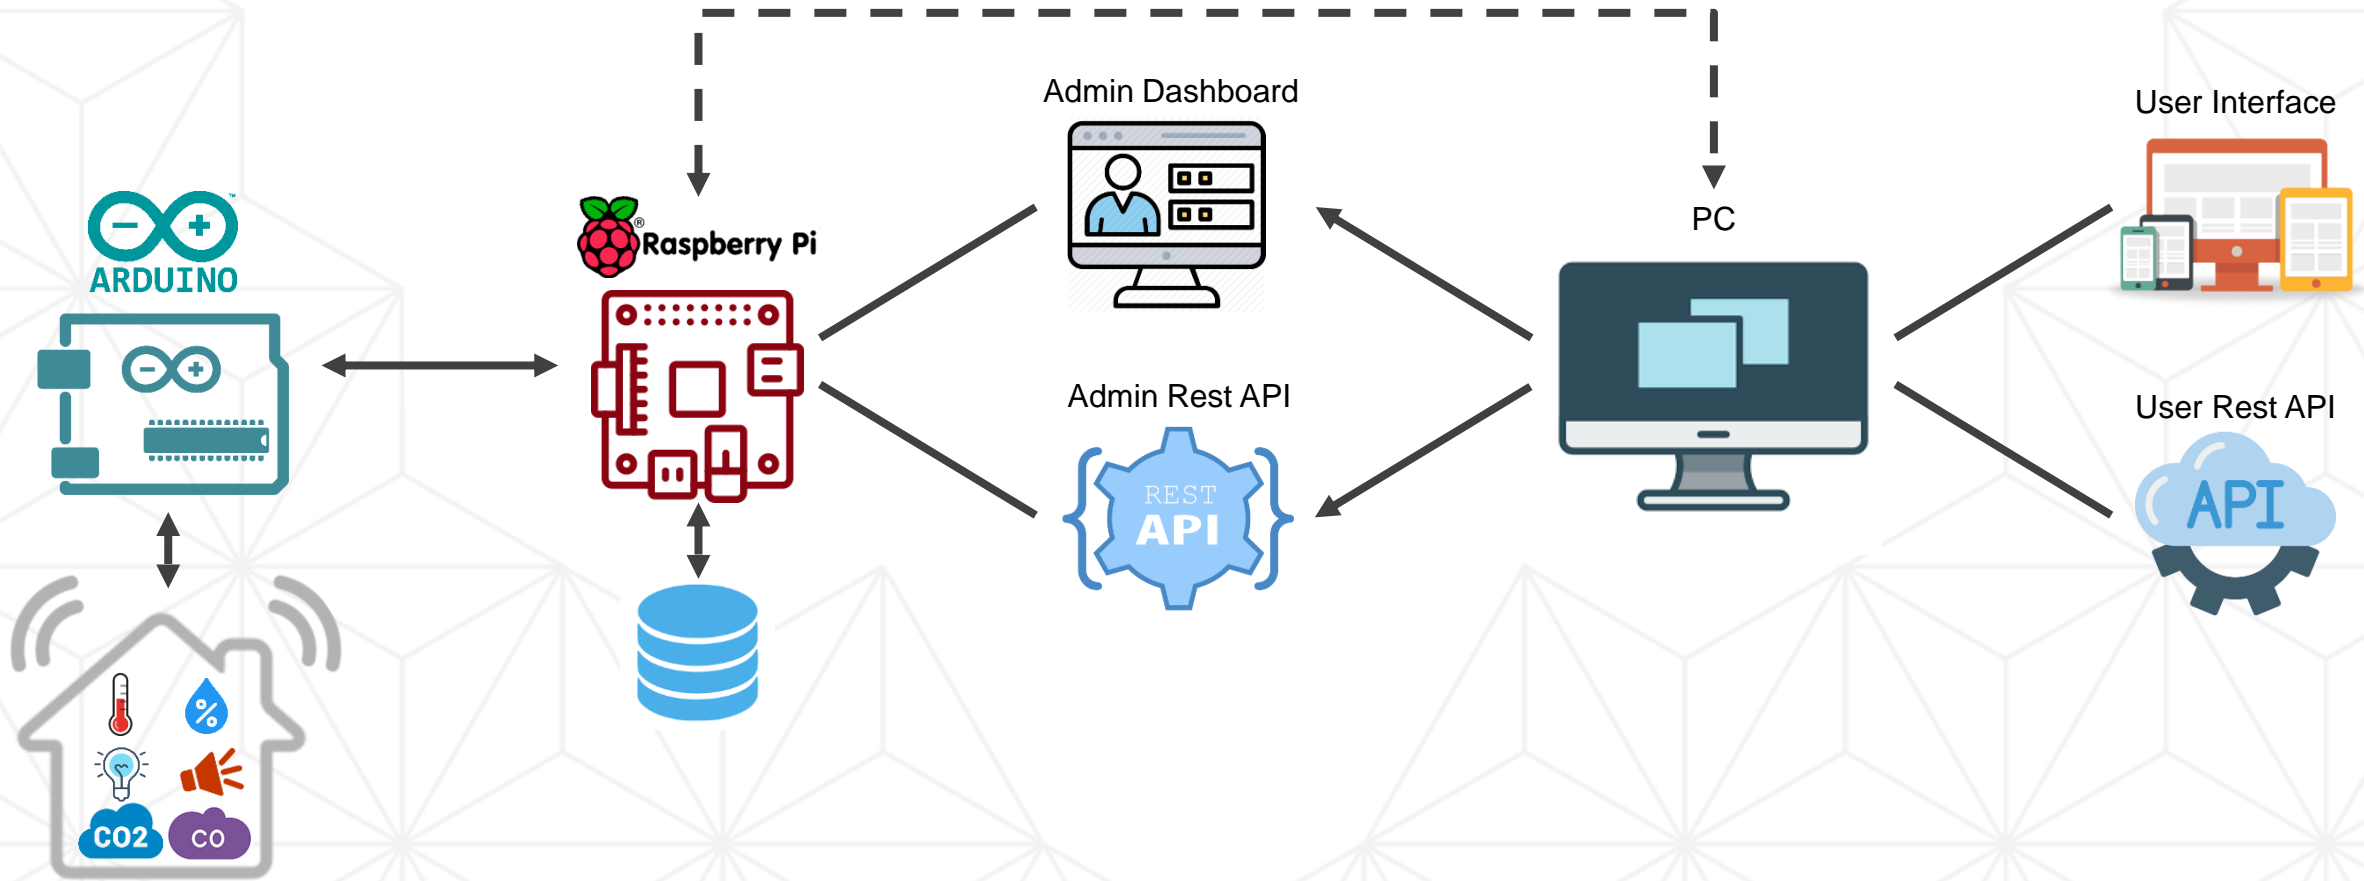 Admin Dashboard
User Interface
ARDUINO
™
Raspberry Pi
®
PC
Admin Rest API
User Rest API
REST
API
API
%
CO2
CO